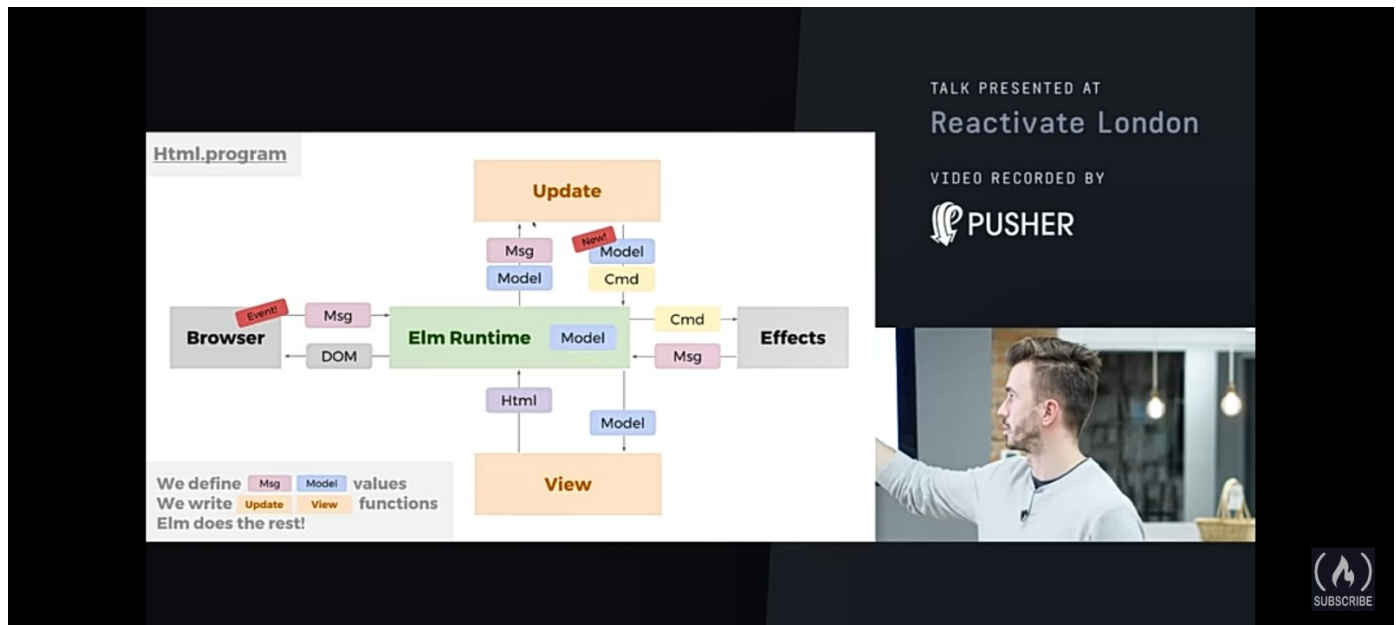 TALK PRESENTED AT
Reactivate London
VIDEO RECORDED BY
PUSHER
Html.program
Update
Msg
New!
Model
Model
Cmd
Event!
Msg
Browser
DOM
Elm Runtime
Model
Cmd
Msg
Effects
Html
Model
View
We define Msg Model values
We write Update View functions
Elm does the rest!
SUBSCRIBE